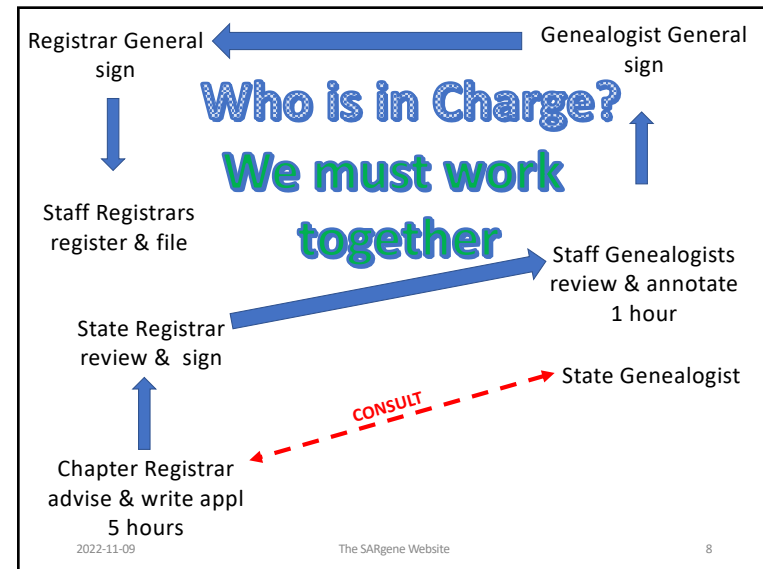 Registrar General
sign
Genealogist General
sign
Who is in Charge?
We must work
together
Staff Registrars
register & file
Staff Genealogists
review & annotate
1 hour
State Registrar
review & sign
State Genealogist
CONSULT
Chapter Registrar
advise & write appl
5 hours
2022-11-09
The SARgene Website
8